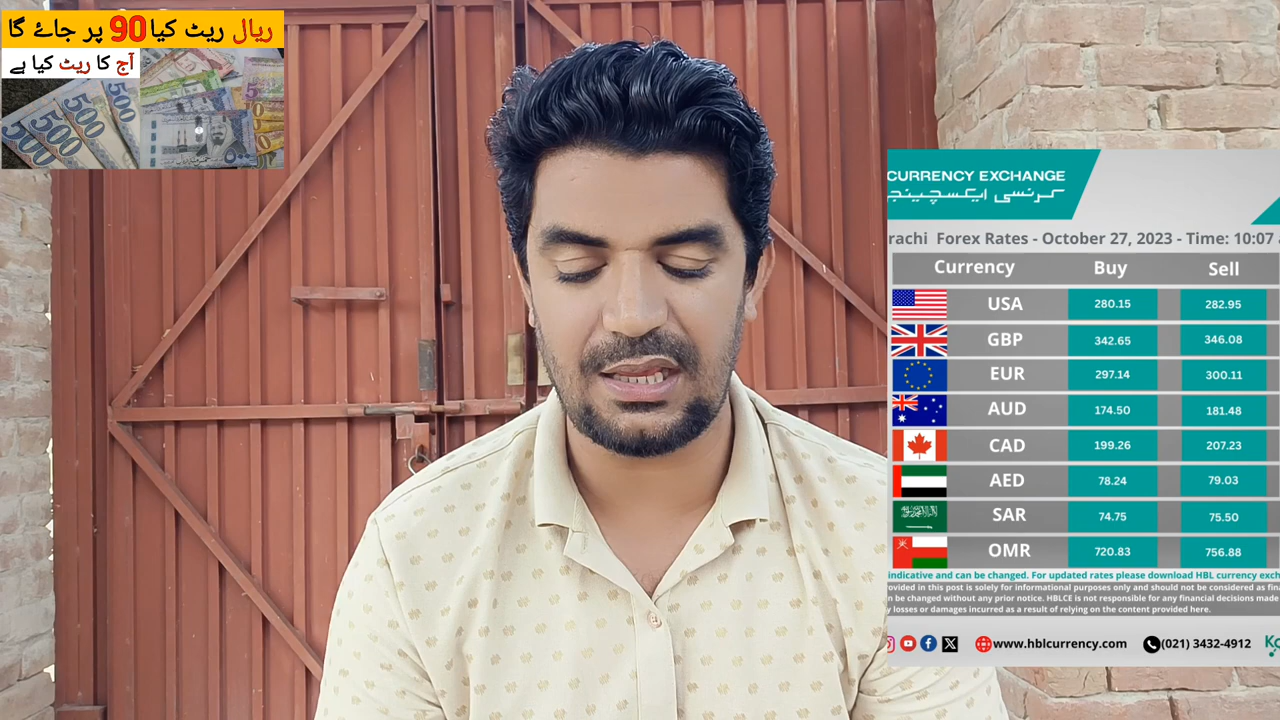 ریال ریٹ کیا 90 پر جائے گا
آج کا ریٹ کیا ہے
CURRENCY EXCHANGE
کرنسی ایکسچینج
rachi Forex Rates - October 27, 2023 - Time: 10:07
Currency Buy Sell
USA 280.15 282.95
GBP 342.65 346.08
EUR 297.14 300.11
AUD 174.50 181.48
CAD 199.26 207.23
AED 78.24 79.03
SAR 74.75 75.50
OMR 720.83 756.88
indicative and can be changed. For updated rates please download HBL currency exch
ovided in this post is solely for informational purposes only and should not be considered as fina
n be changed without any prior notice. HBLCE is not responsible for any financial decisions made
y losses or damages incurred as a result of relying on the content provided here.
www.hblcurrency.com (021) 3432-4912
500 500 500